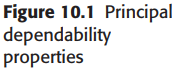 Figure 10.1 Principal
dependability
properties